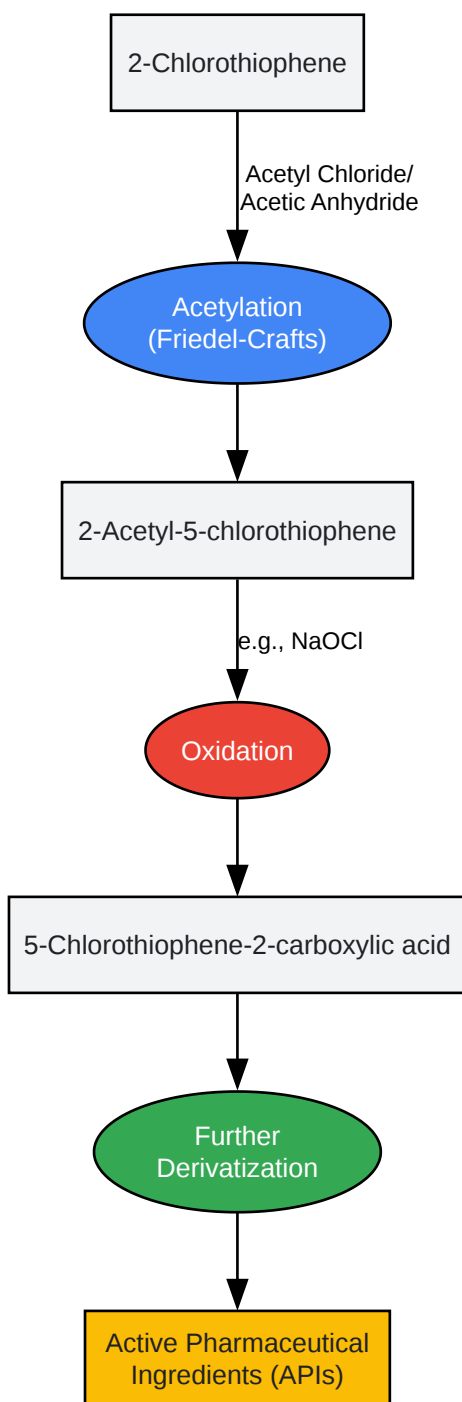 2-Chlorothiophene
Acetyl Chloride/
Acetic Anhydride
Acetylation
(Friedel-Crafts)
2-Acetyl-5-chlorothiophene
e.g., NaOCl
Oxidation
5-Chlorothiophene-2-carboxylic acid
Further
Derivatization
Active Pharmaceutical
Ingredients (APIs)